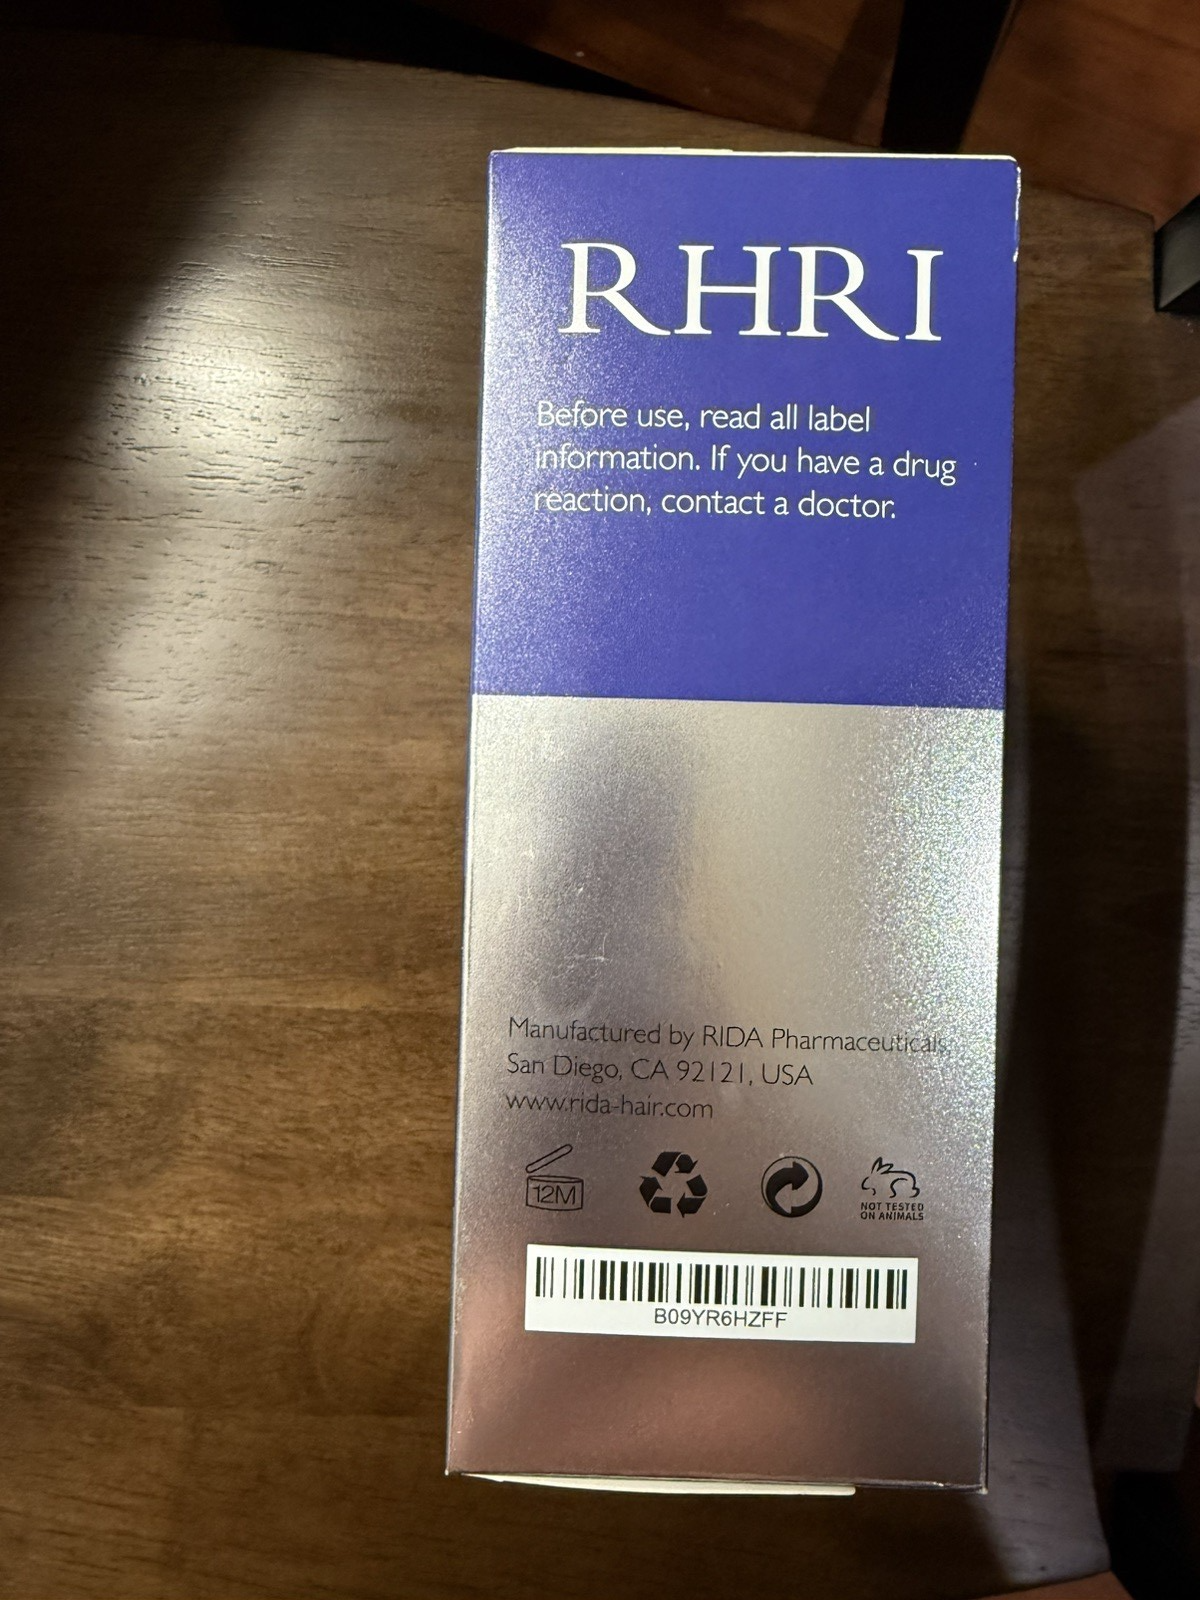 RHRI
Before use, read all label
information. If you have a drug
reaction, contact a doctor.
Manufactured by RIDA Pharmaceuticals,
San Diego, CA 92121, USA
www.rida-hair.com
12M
NOT TESTED
ON ANIMALS
B09YR6HZFF